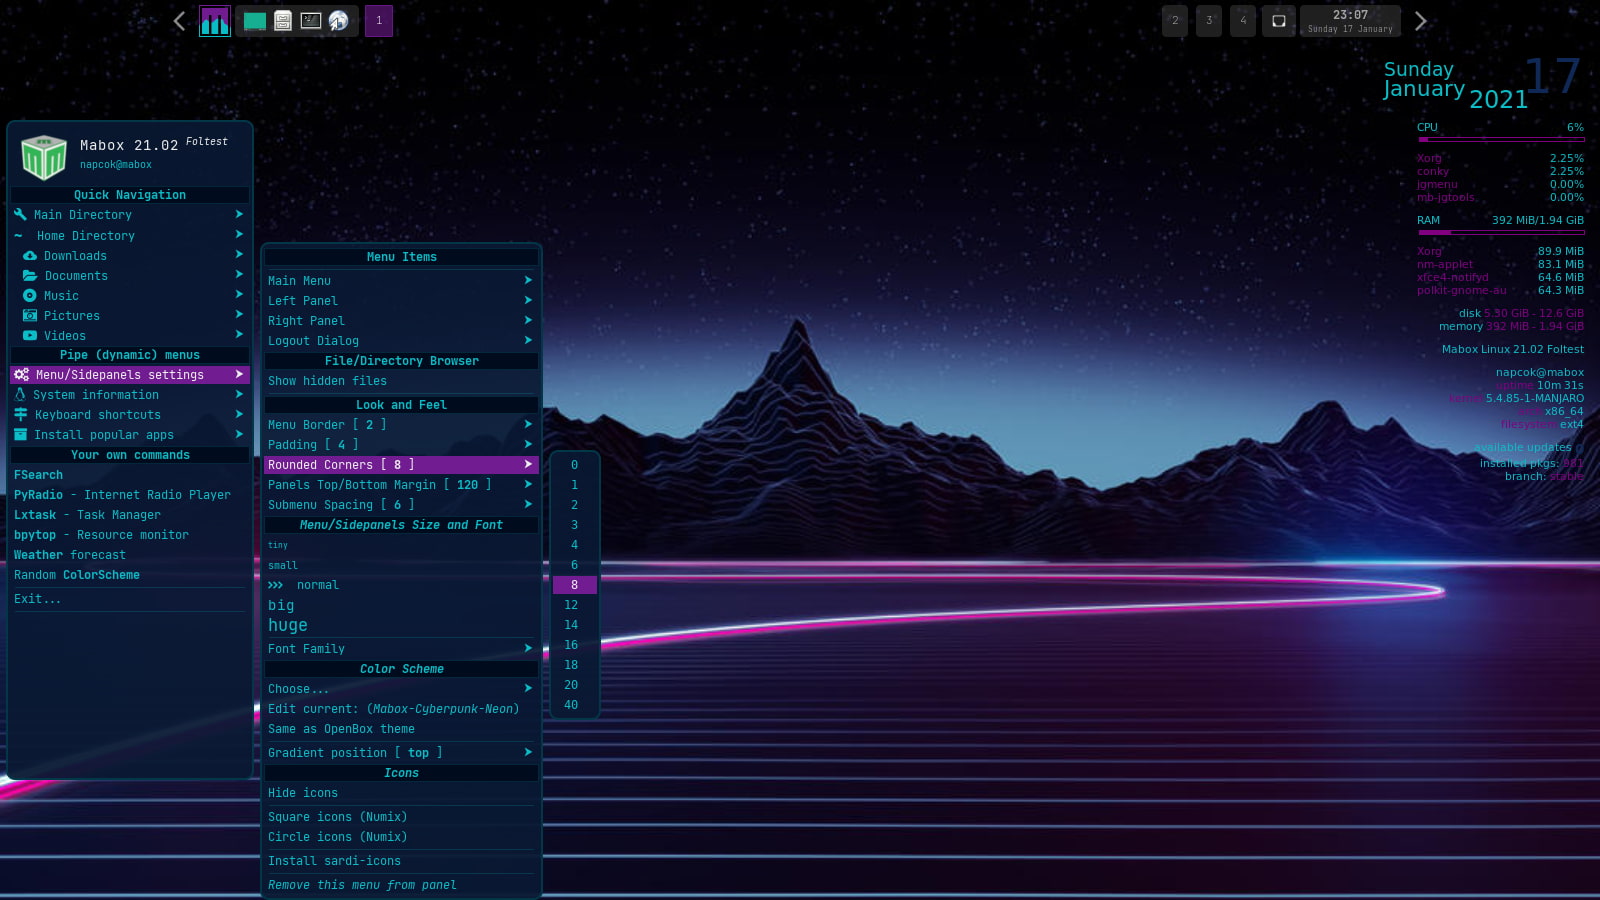 1
2
3
4
23:07
Sunday 17 January
Sunday
January 2021 17
Mabox 21.02 Foltest
napcok@mabox
Quick Navigation
Main Directory
~ Home Directory
Downloads
Documents
Music
Pictures
Videos
Pipe (dynamic) menus
Menu/Sidepanels settings
System information
Keyboard shortcuts
Install popular apps
Your own commands
FSearch
PyRadio - Internet Radio Player
Lxtask - Task Manager
bpytop - Resource monitor
Weather forecast
Random ColorScheme
Exit...
Menu Items
Main Menu
Left Panel
Right Panel
Logout Dialog
File/Directory Browser
Show hidden files
Look and Feel
Menu Border [ 2 ]
Padding [ 4 ]
Rounded Corners [ 8 ]
Panels Top/Bottom Margin [ 120 ]
Submenu Spacing [ 6 ]
Menu/Sidepanels Size and Font
tiny
small
>>> normal
big
huge
Font Family
Color Scheme
Choose...
Edit current: (Mabox-Cyberpunk-Neon)
Same as OpenBox theme
Gradient position [ top ]
Icons
Hide icons
Square icons (Numix)
Circle icons (Numix)
Install sardi-icons
Remove this menu from panel
0
1
2
3
4
6
8
12
14
16
18
20
40
CPU 6%
Xorg 2.25%
conky 2.25%
jgmenu 0.00%
mb-jgtools, 0.00%
RAM 392 MiB/1.94 GiB
Xorg 89.9 MiB
nm-applet 83.1 MiB
xfce4-notifyd 64.6 MiB
polkit-gnome-au 64.3 MiB
disk 5.30 GiB - 12.6 GiB
memory 392 MiB - 1.94 GiB
Mabox Linux 21.02 Foltest
napcok@mabox
uptime 10m 31s
kernel 5.4.85-1-MANJARO
x86_64
filesystem ext4
available updates
installed pkgs: 981
branch: stable